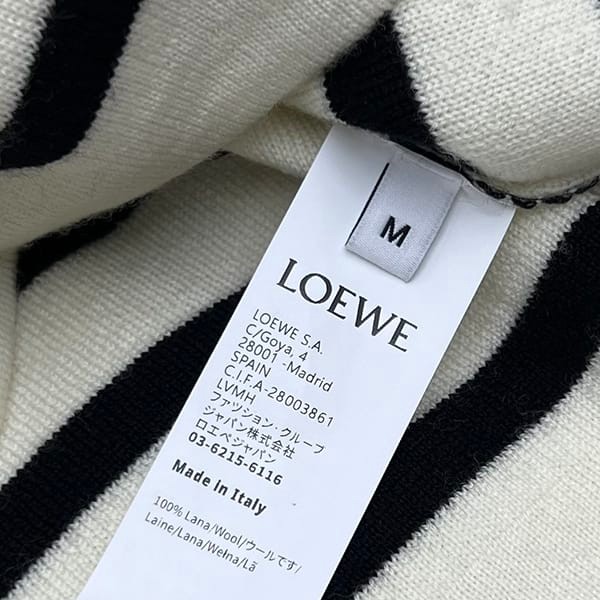 M
LOEWE
LOEWE S.A.
C/Goya, 4
28001 -Madrid
SPAIN
C.I.F.A-28003861
LVMH
ファッション・グループ
ジャパン株式会社
ロエベジャパン
03-6215-6116
Made in Italy
100% Lana/Wool/ウールです/
Laine/Lana/Wełna/Lã